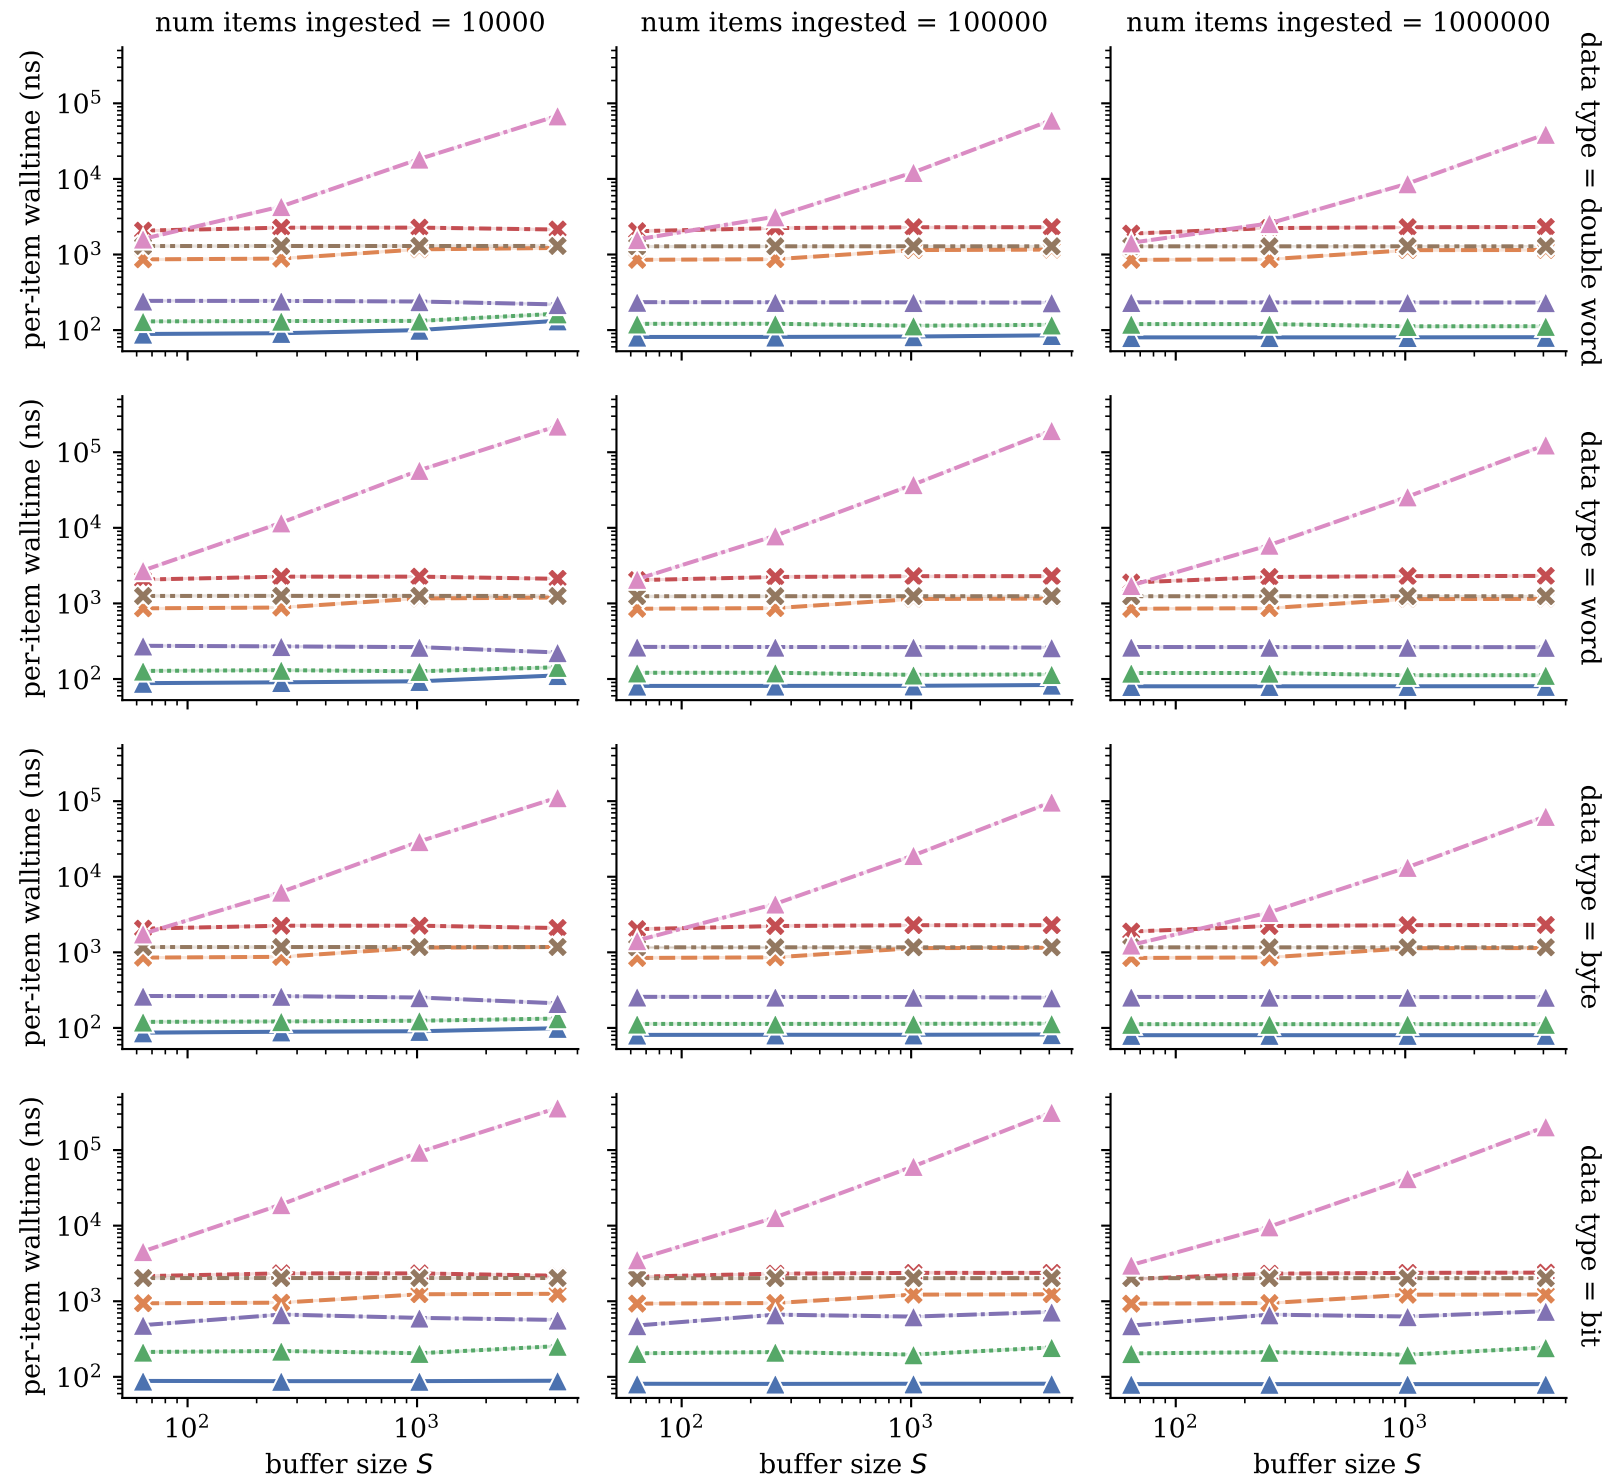 num items ingested = 10000
num items ingested = 100000
num items ingested = 1000000
per-item walltime (ns)
10⁵
10⁴
10³
10²
data type = double word
per-item walltime (ns)
10⁵
10⁴
10³
10²
data type = word
per-item walltime (ns)
10⁵
10⁴
10³
10²
data type = byte
per-item walltime (ns)
10⁵
10⁴
10³
10²
data type = bit
10² 10³
10² 10³
10² 10³
buffer size S
buffer size S
buffer size S